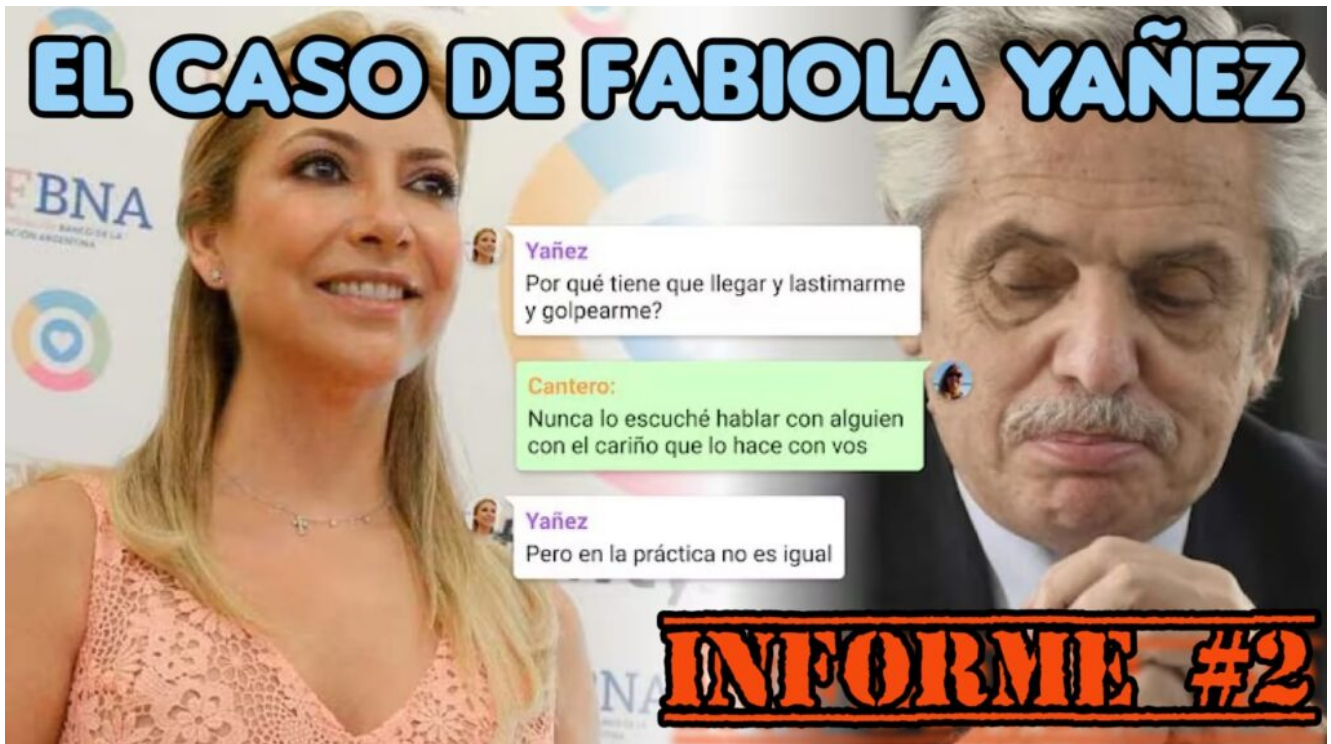 EL CASO DE FABIOLA YAÑEZ
FBNA
Yañez
Por qué tiene que llegar y lastimarme
y golpearme?
Cantero:
Nunca lo escuché hablar con alguien
con el cariño que lo hace con vos
Yañez
Pero en la práctica no es igual
INFORME #2